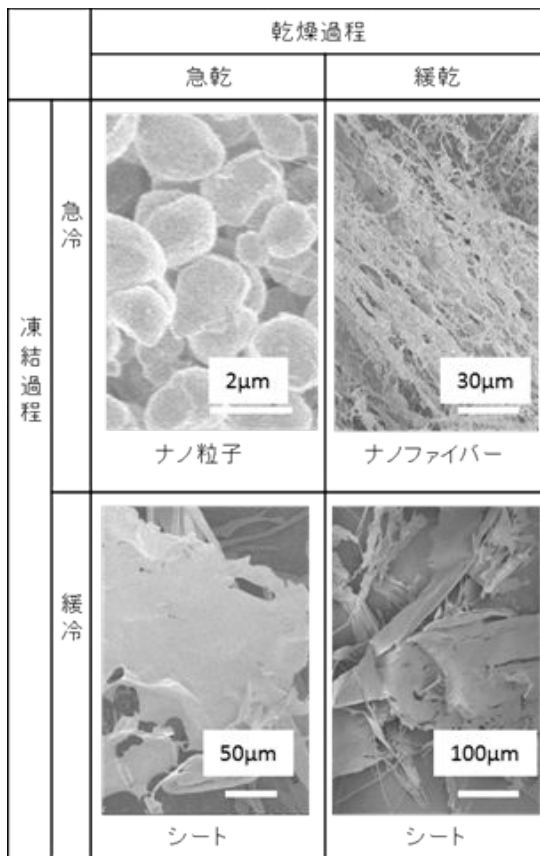 乾燥過程
急乾
緩乾
凍結過程
急冷
2μm
30μm
ナノ粒子
ナノファイバー
緩冷
50μm
100μm
シート
シート